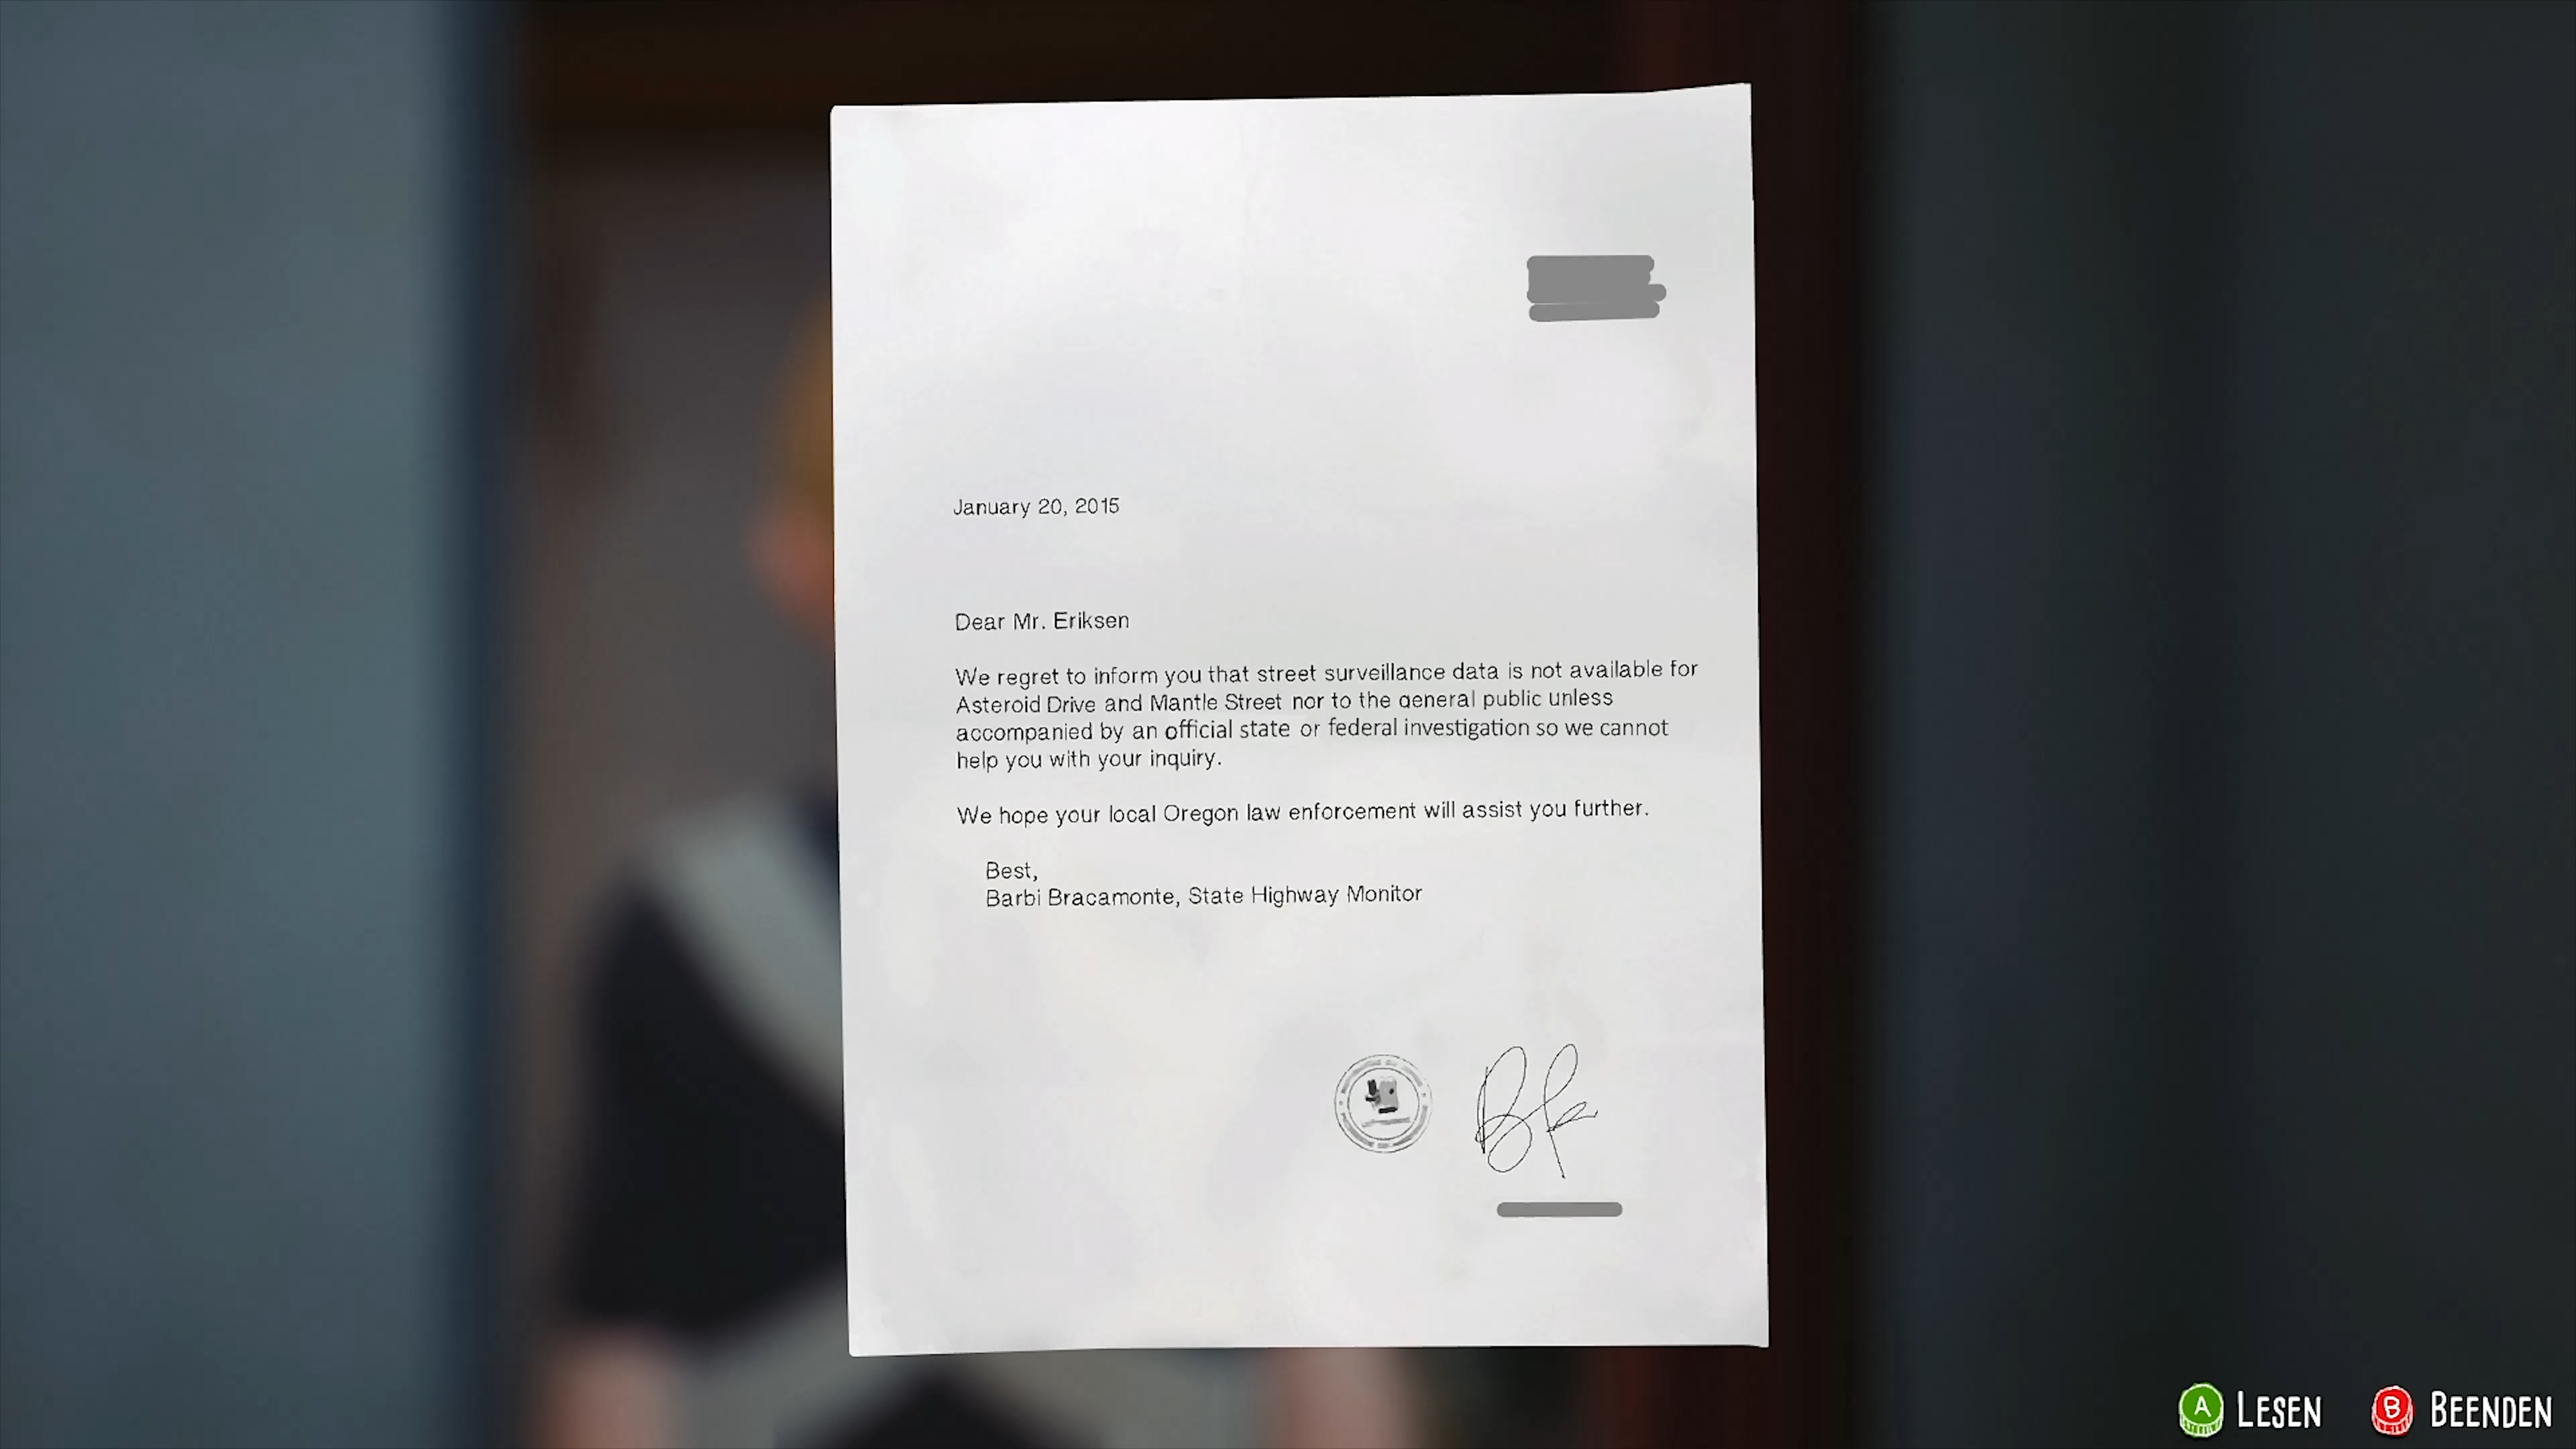 January 20, 2015
Dear Mr. Eriksen
We regret to inform you that street surveillance data is not available for
Asteroid Drive and Mantle Street nor to the general public unless
accompanied by an official state or federal investigation so we cannot
help you with your inquiry.
We hope your local Oregon law enforcement will assist you further.
Best,
Barbi Bracamonte, State Highway Monitor
A LESEN B BEENDEN